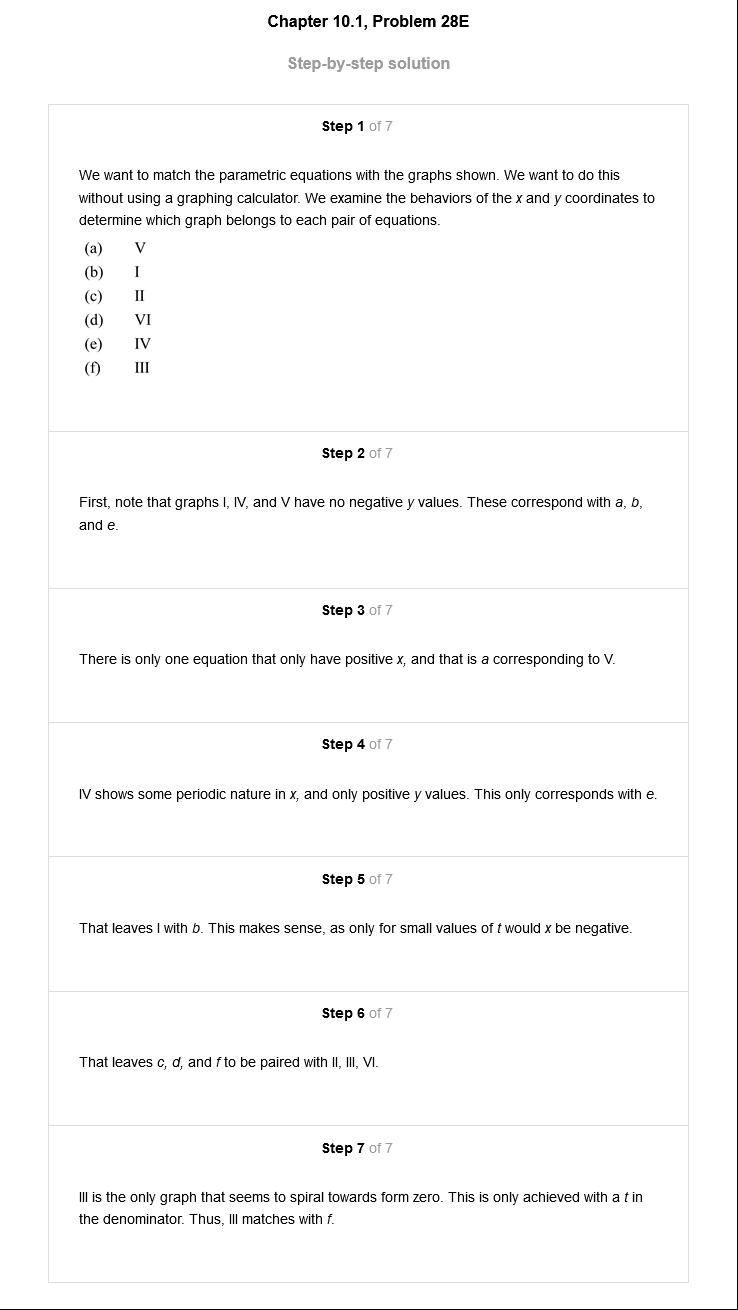 Chapter 10.1, Problem 28E
Step-by-step solution
Step 1 of 7
We want to match the parametric equations with the graphs shown. We want to do this
without using a graphing calculator. We examine the behaviors of the x and y coordinates to
determine which graph belongs to each pair of equations.
(a) V
(b) I
(c) II
(d) VI
(e) IV
(f) III
Step 2 of 7
First, note that graphs I, IV, and V have no negative y values. These correspond with a, b,
and e.
Step 3 of 7
There is only one equation that only have positive x, and that is a corresponding to V.
Step 4 of 7
IV shows some periodic nature in x, and only positive y values. This only corresponds with e.
Step 5 of 7
That leaves I with b. This makes sense, as only for small values of t would x be negative.
Step 6 of 7
That leaves c, d, and f to be paired with II, III, VI.
Step 7 of 7
III is the only graph that seems to spiral towards form zero. This is only achieved with a t in
the denominator. Thus, III matches with f.